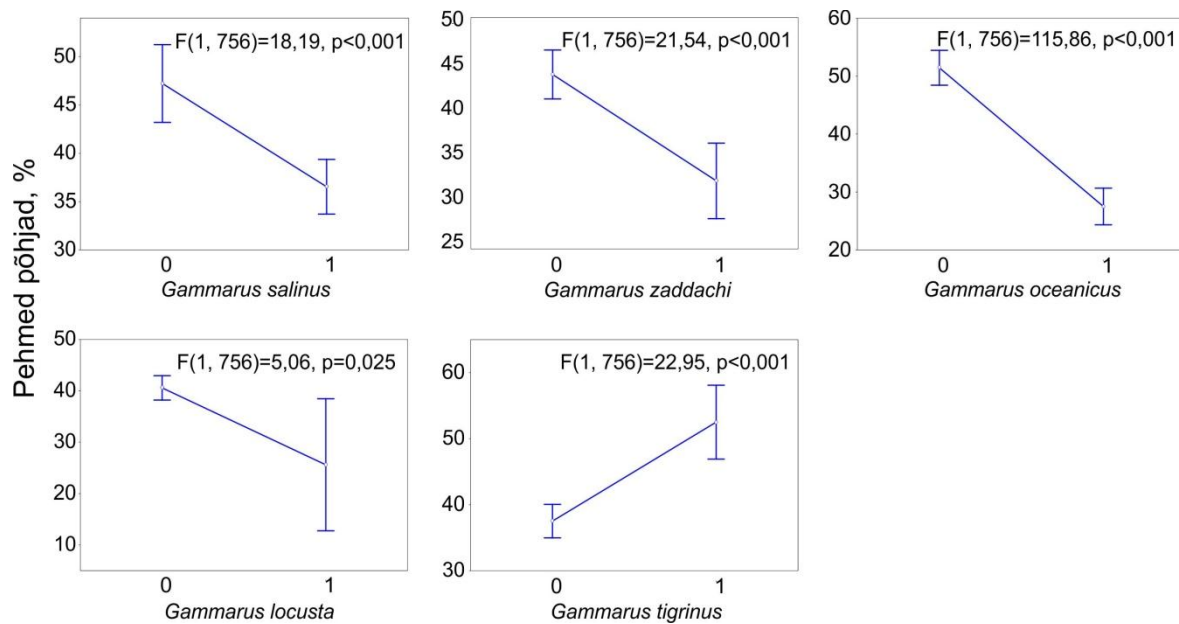 Pehmed põhjad, %
F(1, 756)=18,19, p<0,001
50
45
40
35
30
0 1
Gammarus salinus
F(1, 756)=21,54, p<0,001
50
45
40
35
30
25
0 1
Gammarus zaddachi
F(1, 756)=115,86, p<0,001
60
50
40
30
20
0 1
Gammarus oceanicus
F(1, 756)=5,06, p=0,025
50
40
30
20
10
0 1
Gammarus locusta
F(1, 756)=22,95, p<0,001
60
50
40
30
0 1
Gammarus tigrinus